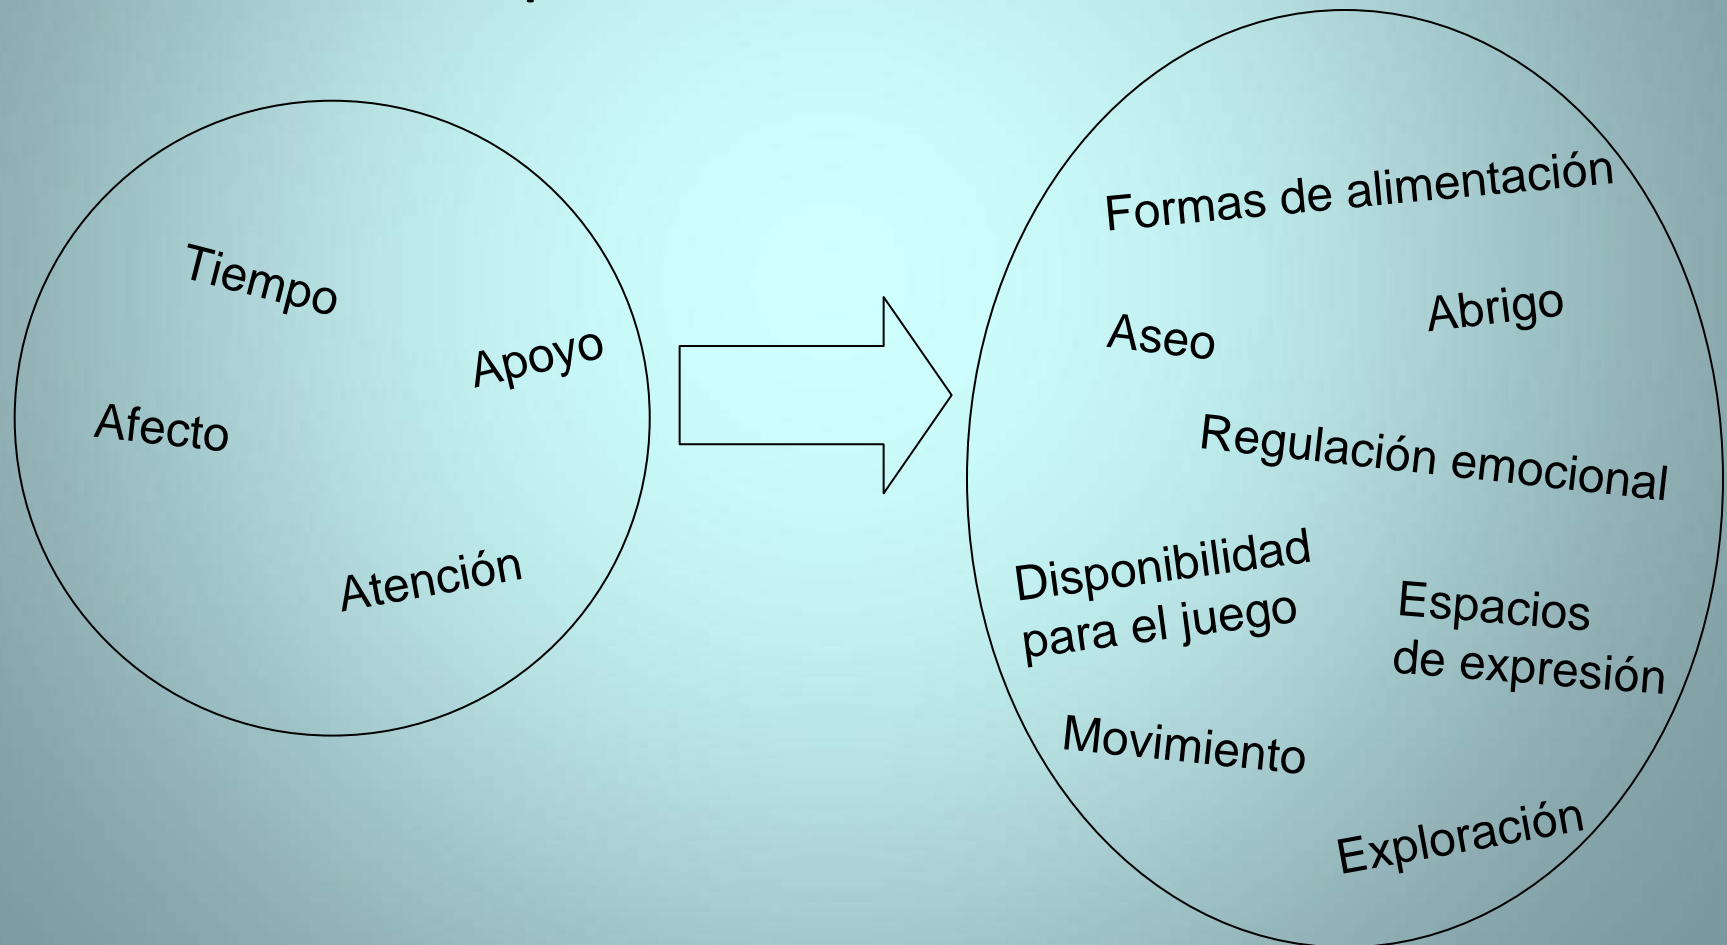 Tiempo
Apoyo
Afecto
Atención
Formas de alimentación
Aseo
Abrigo
Regulación emocional
Disponibilidad
para el juego
Espacios
de expresión
Movimiento
Exploración